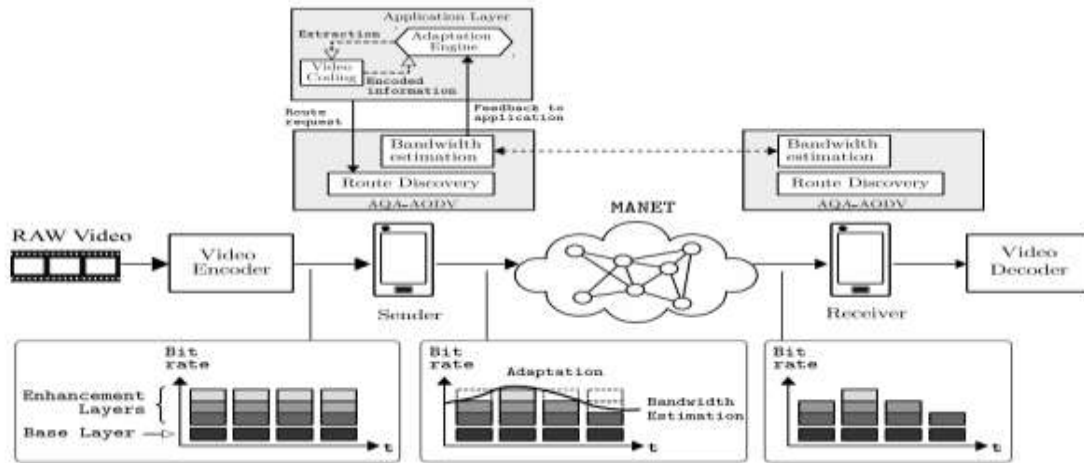 Application Layer
Extraction
Adaptation
Engine
Video
Coding
Encoded
information
Route
request
Feedback to
application
Bandwidth
estimation
Route Discovery
AQA-AODV
Bandwidth
estimation
Route Discovery
AQA-AODV
MANET
RAW Video
Video
Encoder
Sender
Receiver
Video
Decoder
Bit
rate
Enhancement
Layers
Base Layer
t
Bit
rate
Adaptation
Bandwidth
Estimation
t
Bit
rate
t